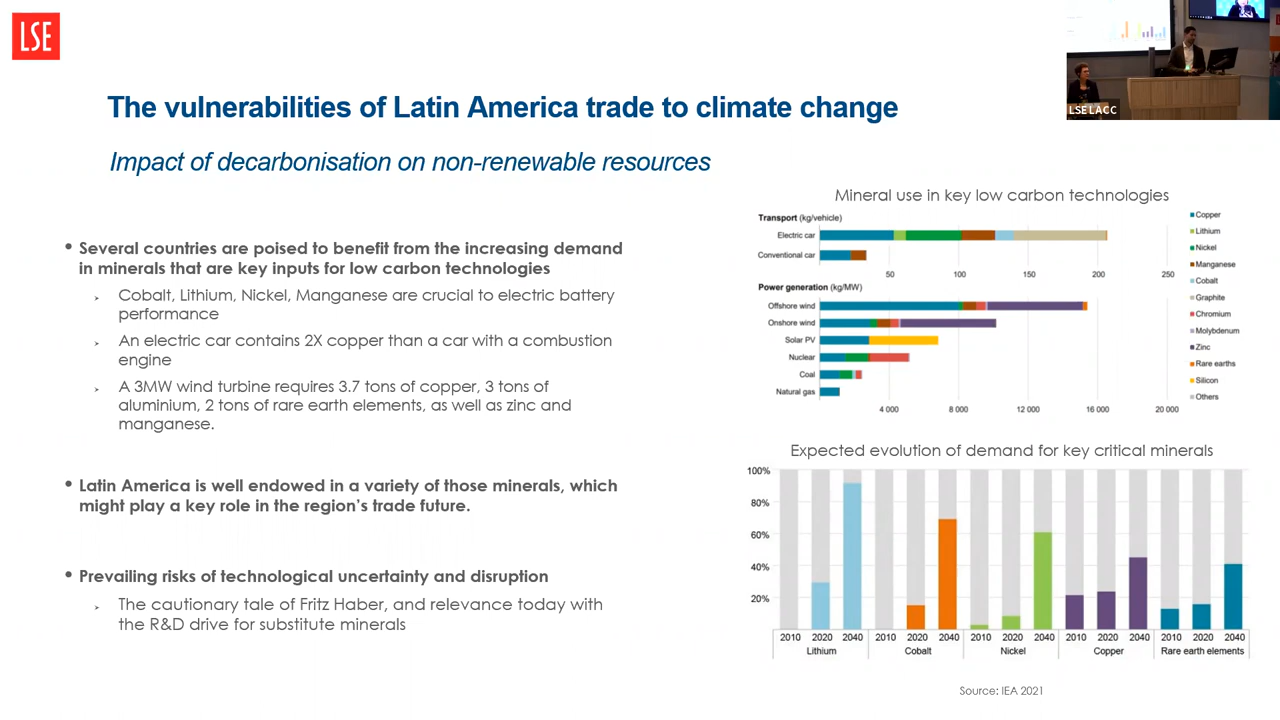 LSE
LSE LACC
The vulnerabilities of Latin America trade to climate change
Impact of decarbonisation on non-renewable resources
• Several countries are poised to benefit from the increasing demand
in minerals that are key inputs for low carbon technologies
Cobalt, Lithium, Nickel, Manganese are crucial to electric battery
performance
An electric car contains 2X copper than a car with a combustion
engine
A 3MW wind turbine requires 3.7 tons of copper, 3 tons of
aluminium, 2 tons of rare earth elements, as well as zinc and
manganese.
• Latin America is well endowed in a variety of those minerals, which
might play a key role in the region's trade future.
• Prevailing risks of technological uncertainty and disruption
The cautionary tale of Fritz Haber, and relevance today with
the R&D drive for substitute minerals
Mineral use in key low carbon technologies
Transport (kg/vehicle)
Electric car
Conventional car
50 100 150 200 250
Power generation (kg/MW)
Offshore wind
Onshore wind
Solar PV
Nuclear
Coal
Natural gas
4 000 8 000 12 000 16 000 20 000
Copper
Lithium
Nickel
Manganese
Cobalt
Graphite
Chromium
Molybdenum
Zinc
Rare earths
Silicon
Others
Expected evolution of demand for key critical minerals
100%
80%
60%
40%
20%
2010 2020 2040 2010 2020 2040 2010 2020 2040 2010 2020 2040 2010 2020 2040
Lithium Cobalt Nickel Copper Rare earth elements
Source: IEA 2021